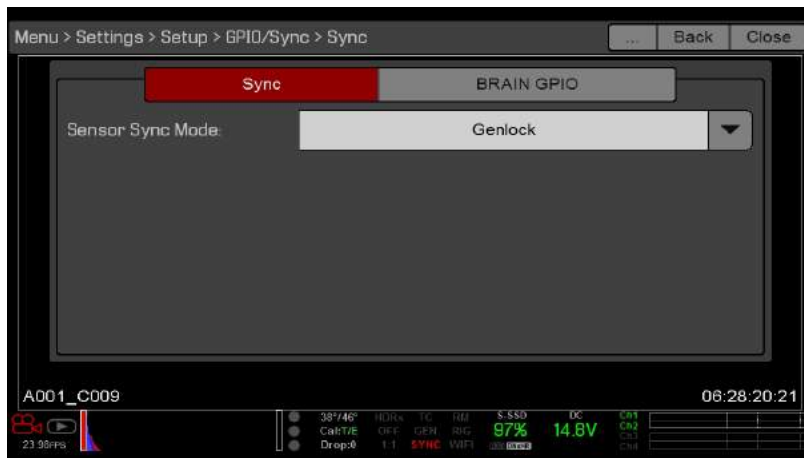 Menu > Settings > Setup > GPIO/Sync > Sync ... Back Close
Sync BRAIN GPIO
Sensor Sync Mode: Genlock
A001_C009 06:28:20:21
38°/46° HDRx TC RM S-SSD DC Ch1
Cal:T/E OFF GEN RIG 97% 14.8V Ch2
Drop:0 1:1 SYNC WIFI Ch3
23.98FPS Ch4